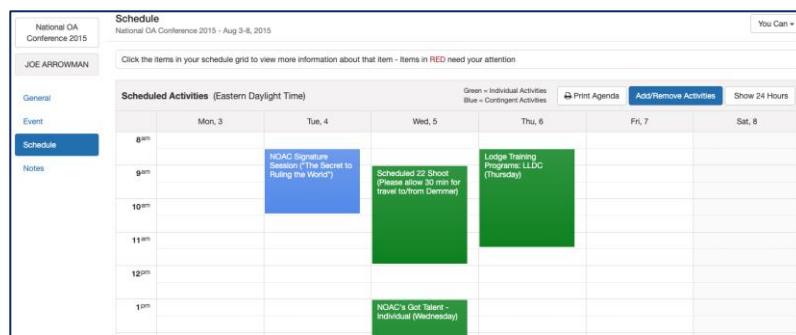 National OA
Conference 2015
JOE ARROWMAN
General
Event
Schedule
Notes
Schedule
National OA Conference 2015 - Aug 3-8, 2015
You Can
Click the items in your schedule grid to view more information about that item - Items in RED need your attention
Scheduled Activities (Eastern Daylight Time)
Green = Individual Activities
Blue = Contingent Activities
Print Agenda
Add/Remove Activities
Show 24 Hours
Mon, 3
Tue, 4
Wed, 5
Thu, 6
Fri, 7
Sat, 8
8am
9am
10am
11am
12pm
1pm
NOAC Signature
Session ("The Secret to
Ruling the World")
Scheduled 22 Shoot
(Please allow 30 min for
travel to/from Demmer)
Lodge Training
Programs: LLDC
(Thursday)
NOAC's Got Talent -
Individual (Wednesday)